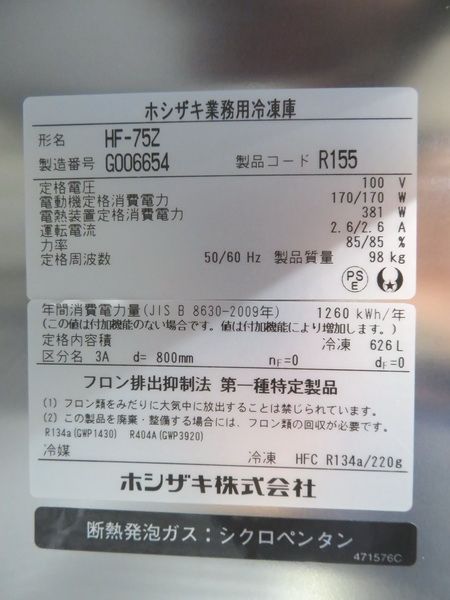 ホシザキ業務用冷凍庫
形名 HF-75Z
製造番号 G006654 製品コード R155
定格電圧 100 V
電動機定格消費電力 170/170 W
電熱装置定格消費電力 381 W
運転電流 2.6/2.6 A
力率 85/85 %
定格周波数 50/60 Hz 製品質量 98 kg
PS
E
年間消費電力量(JIS B 8630-2009年) 1260 kWh/年
(この値は付加機能のない場合です。値は付加機能により増加します。)
定格内容積 冷凍 626 L
区分名 3A d= 800mm nF=0 dF=0
フロン排出抑制法 第一種特定製品
(1) フロン類をみだりに大気中に放出することは禁じられています。
(2) この製品を廃棄・整備する場合には、フロン類の回収が必要です。
R134a(GWP1430) R404A(GWP3920)
冷媒 冷凍 HFC R134a/220g
ホシザキ株式会社
断熱発泡ガス：シクロペンタン
471576C